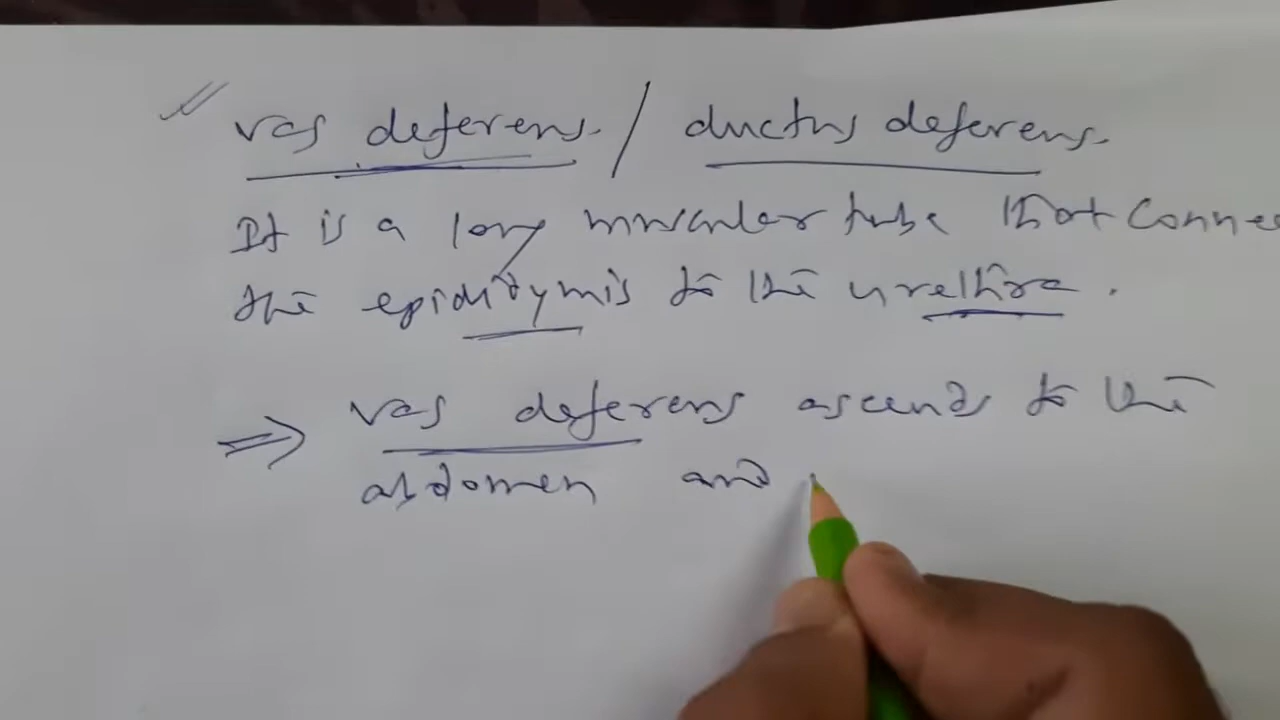 vas deferens. / ductus deferens.
It is a long muscular tube that Conne
the epididymis to the urethra.
⇒ vas deferens ascends to the
abdomen and